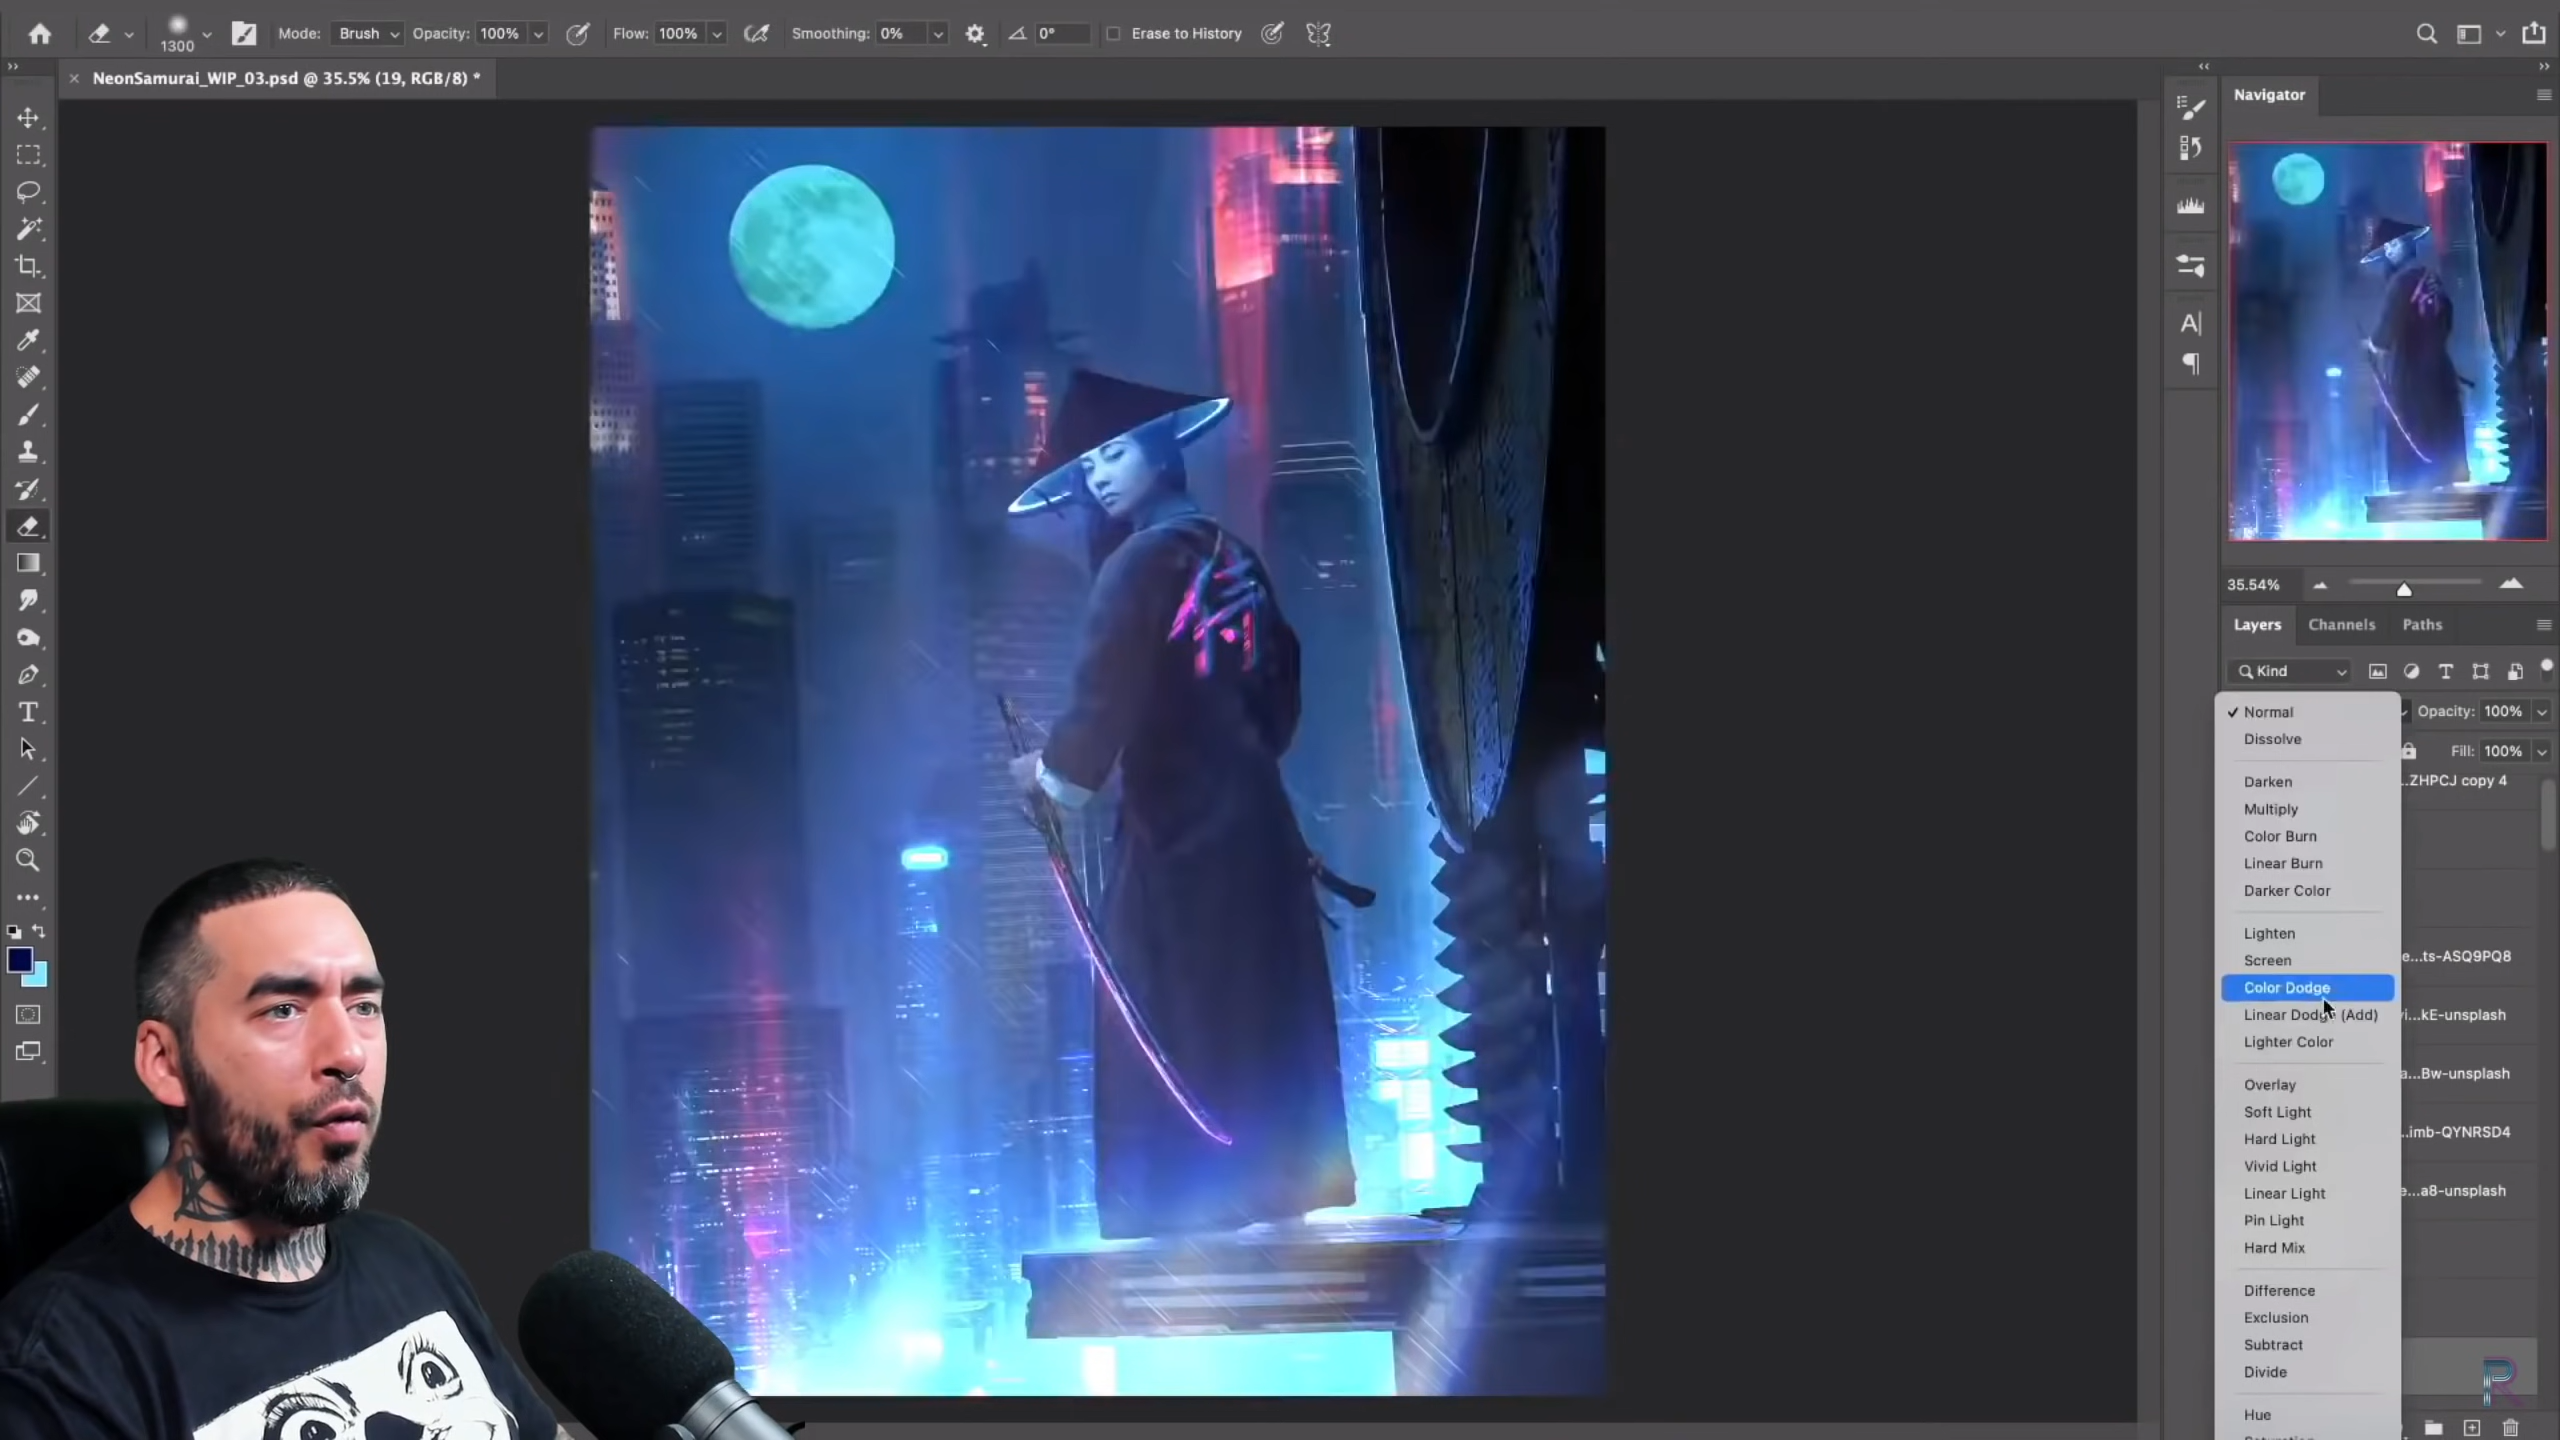 1300
Mode: Brush
Opacity: 100%
Flow: 100%
Smoothing: 0%
0°
Erase to History
× NeonSamurai_WIP_03.psd @ 35.5% (19, RGB/8) *
Navigator
35.54%
Layers Channels Paths
Kind
Normal
Opacity: 100%
Dissolve
Fill: 100%
Darken
...ZHPCJ copy 4
Multiply
Color Burn
Linear Burn
Darker Color
Lighten
e...ts-ASQ9PQ8
Screen
Color Dodge
Linear Dodge (Add)
...kE-unsplash
Lighter Color
a...Bw-unsplash
Overlay
Soft Light
...imb-QYNRSD4
Hard Light
Vivid Light
Linear Light
e...a8-unsplash
Pin Light
Hard Mix
Difference
Exclusion
Subtract
Divide
Hue